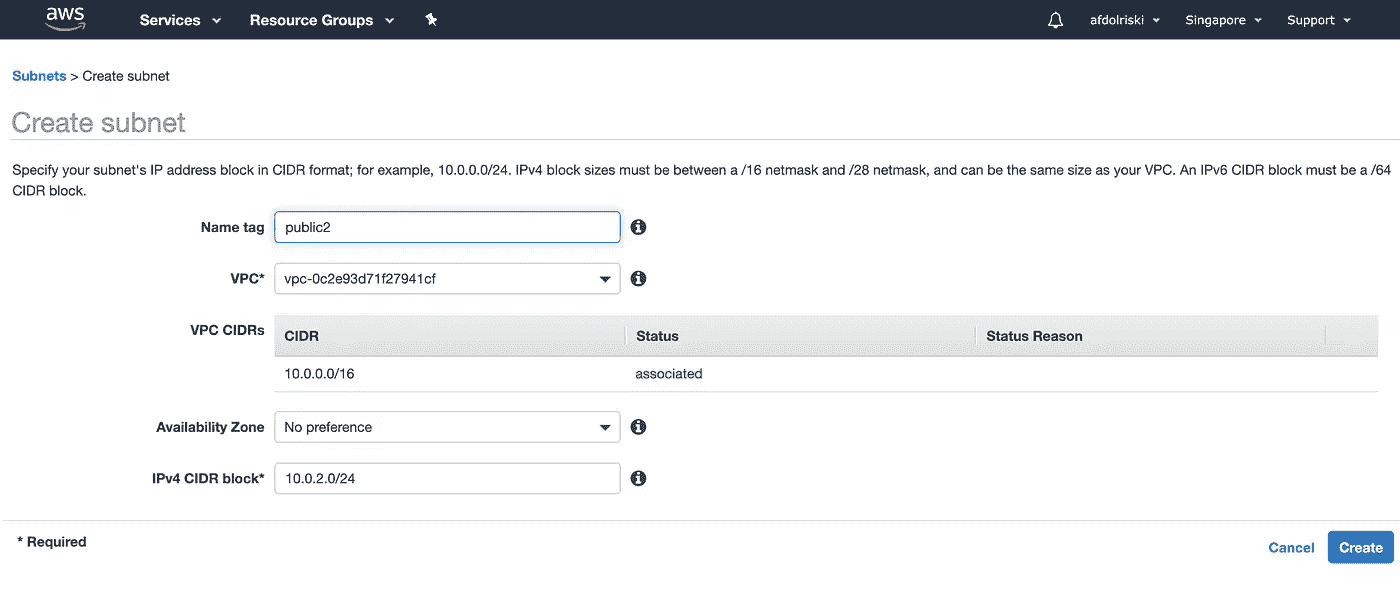 aws Services Resource Groups afdolriski Singapore Support
Subnets > Create subnet
Create subnet
Specify your subnet's IP address block in CIDR format; for example, 10.0.0.0/24. IPv4 block sizes must be between a /16 netmask and /28 netmask, and can be the same size as your VPC. An IPv6 CIDR block must be a /64
CIDR block.
Name tag public2
VPC* vpc-0c2e93d71f27941cf
VPC CIDRs CIDR Status Status Reason
10.0.0.0/16 associated
Availability Zone No preference
IPv4 CIDR block* 10.0.2.0/24
* Required
Cancel Create